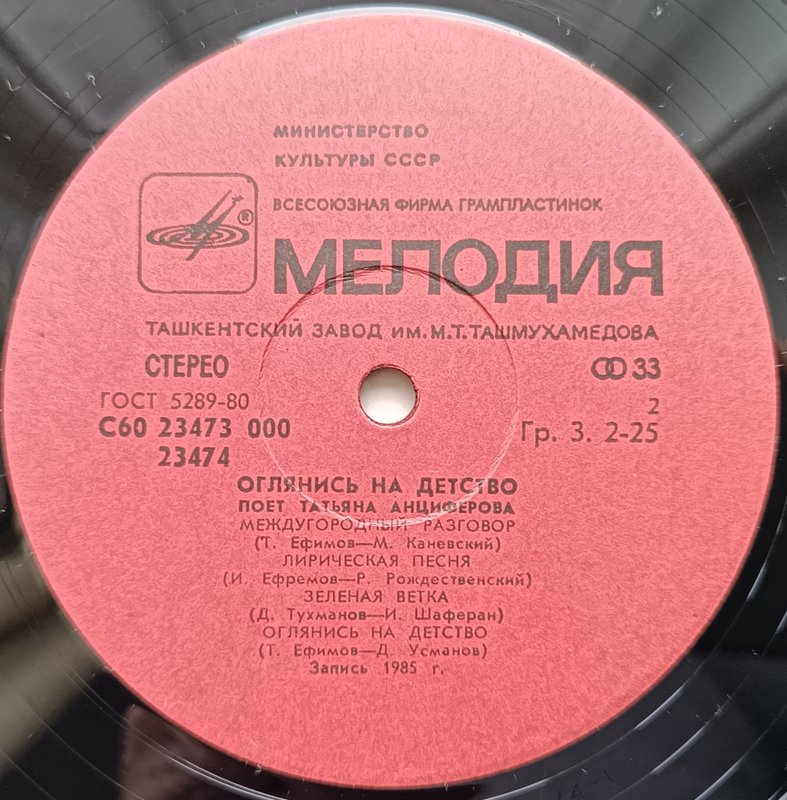 МИНИСТЕРСТВО
КУЛЬТУРЫ СССР
®
ВСЕСОЮЗНАЯ ФИРМА ГРАМПЛАСТИНОК
МЕЛОДИЯ
ТАШКЕНТСКИЙ ЗАВОД ИМ. М.Т. ТАШМУХАМЕДОВА
СТЕРЕО
33
ГОСТ 5289-80
2
С60 23473 000
Гр. 3. 2-25
23474
ОГЛЯНИСЬ НА ДЕТСТВО
ПОЕТ ТАТЬЯНА АНЦИФЕРОВА
МЕЖДУГОРОДНЫЙ РАЗГОВОР
(Т. Ефимов—М. Каневский)
ЛИРИЧЕСКАЯ ПЕСНЯ
(И. Ефремов—Р. Рождественский)
ЗЕЛЕНАЯ ВЕТКА
(Д. Тухманов—И. Шаферан)
ОГЛЯНИСЬ НА ДЕТСТВО
(Т. Ефимов—Д. Усманов)
Запись 1985 г.